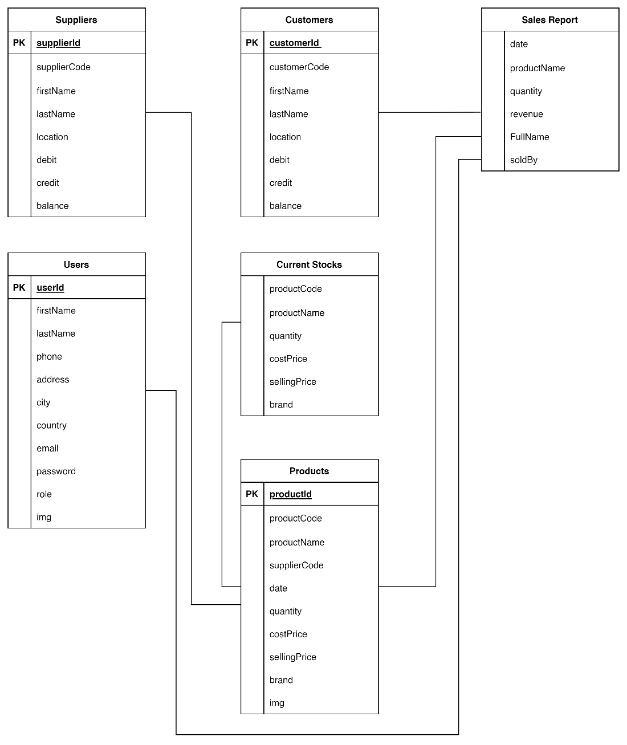 Suppliers
PK supplierId
supplierCode
firstName
lastName
location
debit
credit
balance
Customers
PK customerId
customerCode
firstName
lastName
location
debit
credit
balance
Sales Report
date
productName
quantity
revenue
FullName
soldBy
Users
PK userId
firstName
lastName
phone
address
city
country
email
password
role
img
Current Stocks
productCode
productName
quantity
costPrice
sellingPrice
brand
Products
PK productId
productCode
productName
supplierCode
date
quantity
costPrice
sellingPrice
brand
img